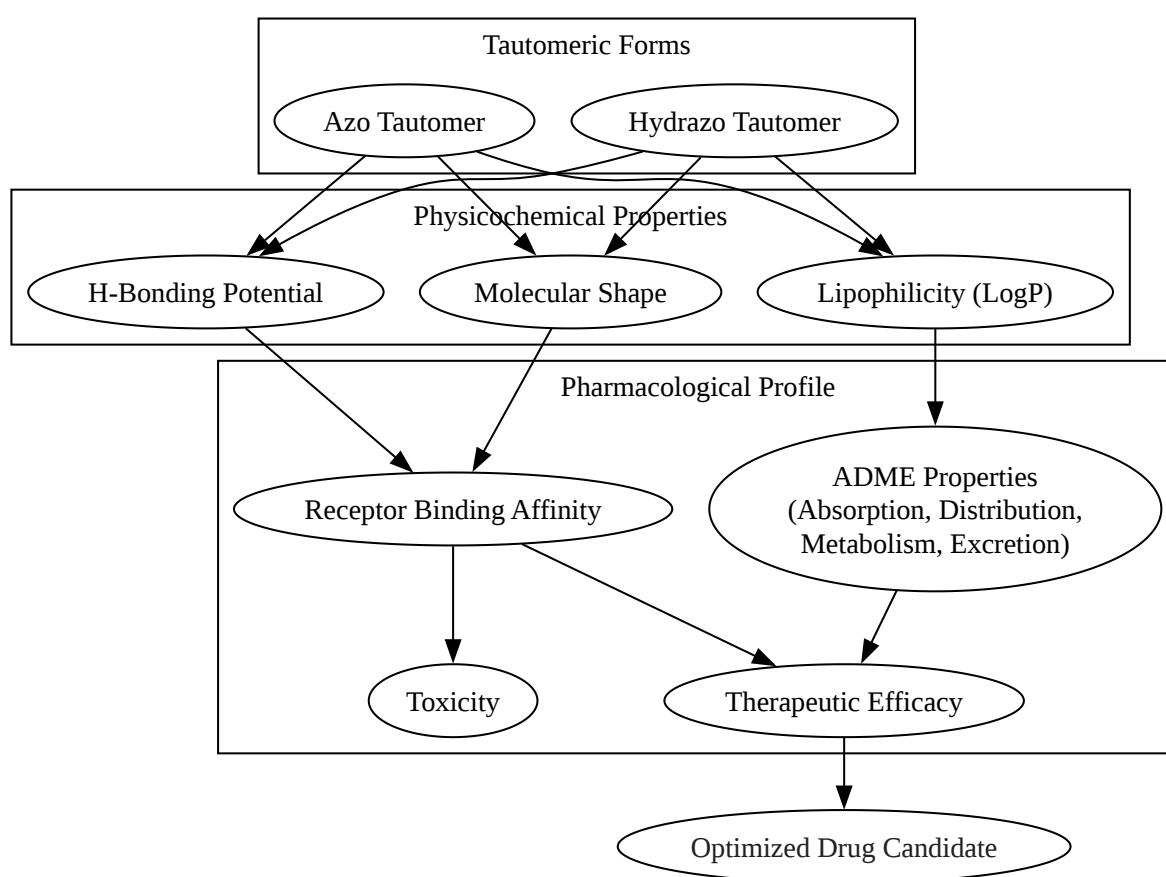 Tautomeric Forms
Azo Tautomer
Hydrazo Tautomer
Physicochemical Properties
H-Bonding Potential
Molecular Shape
Lipophilicity (LogP)
Pharmacological Profile
ADME Properties
(Absorption, Distribution,
Metabolism, Excretion)
Receptor Binding Affinity
Toxicity
Therapeutic Efficacy
Optimized Drug Candidate